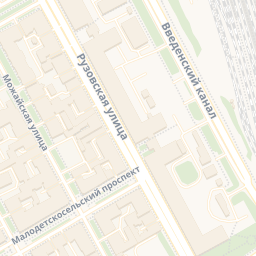 Рузовская улица
Введенский канал
Можайская улица
Малодетскосельский проспект